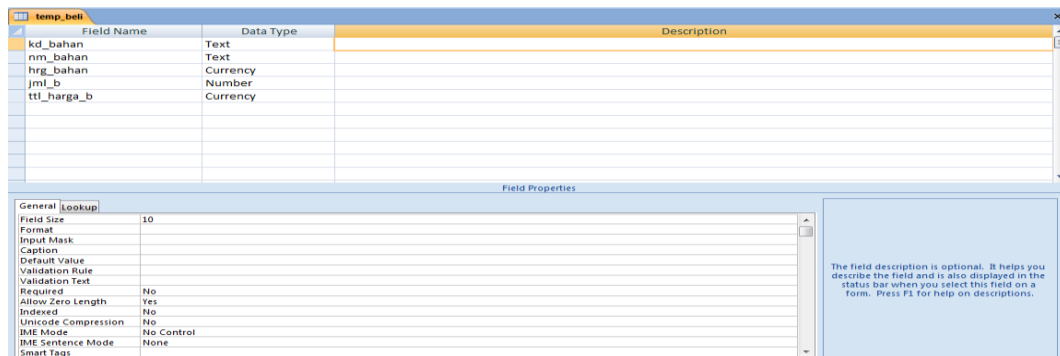 temp_beli
Field Name Data Type Description
kd_bahan Text
nm_bahan Text
hrg_bahan Currency
jml_b Number
ttl_harga_b Currency
Field Properties
General Lookup
Field Size 10
Format
Input Mask
Caption
Default Value
Validation Rule
Validation Text
Required No
Allow Zero Length Yes
Indexed No
Unicode Compression No
IME Mode No Control
IME Sentence Mode None
Smart Tags
The field description is optional. It helps you
describe the field and is also displayed in the
status bar when you select this field on a
form. Press F1 for help on descriptions.